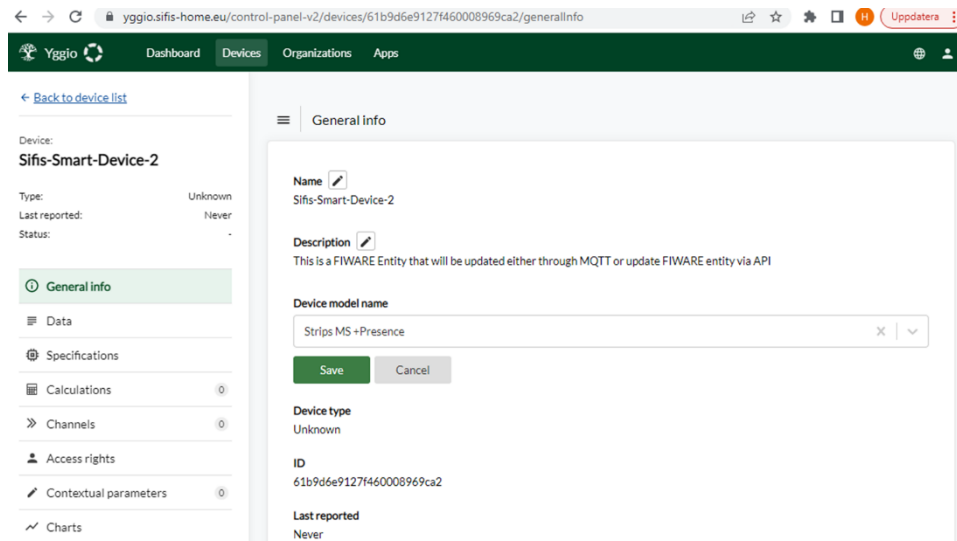 yggio.sifis-home.eu/control-panel-v2/devices/61b9d6e9127f460008969ca2/generalInfo
H
Uppdatera
Yggio
Dashboard
Devices
Organizations
Apps
← Back to device list
Device:
Sifis-Smart-Device-2
Type: Unknown
Last reported: Never
Status: -
General info
Data
Specifications
Calculations 0
Channels 0
Access rights
Contextual parameters 0
Charts
General info
Name
Sifis-Smart-Device-2
Description
This is a FIWARE Entity that will be updated either through MQTT or update FIWARE entity via API
Device model name
Strips MS +Presence
Save
Cancel
Device type
Unknown
ID
61b9d6e9127f460008969ca2
Last reported
Never